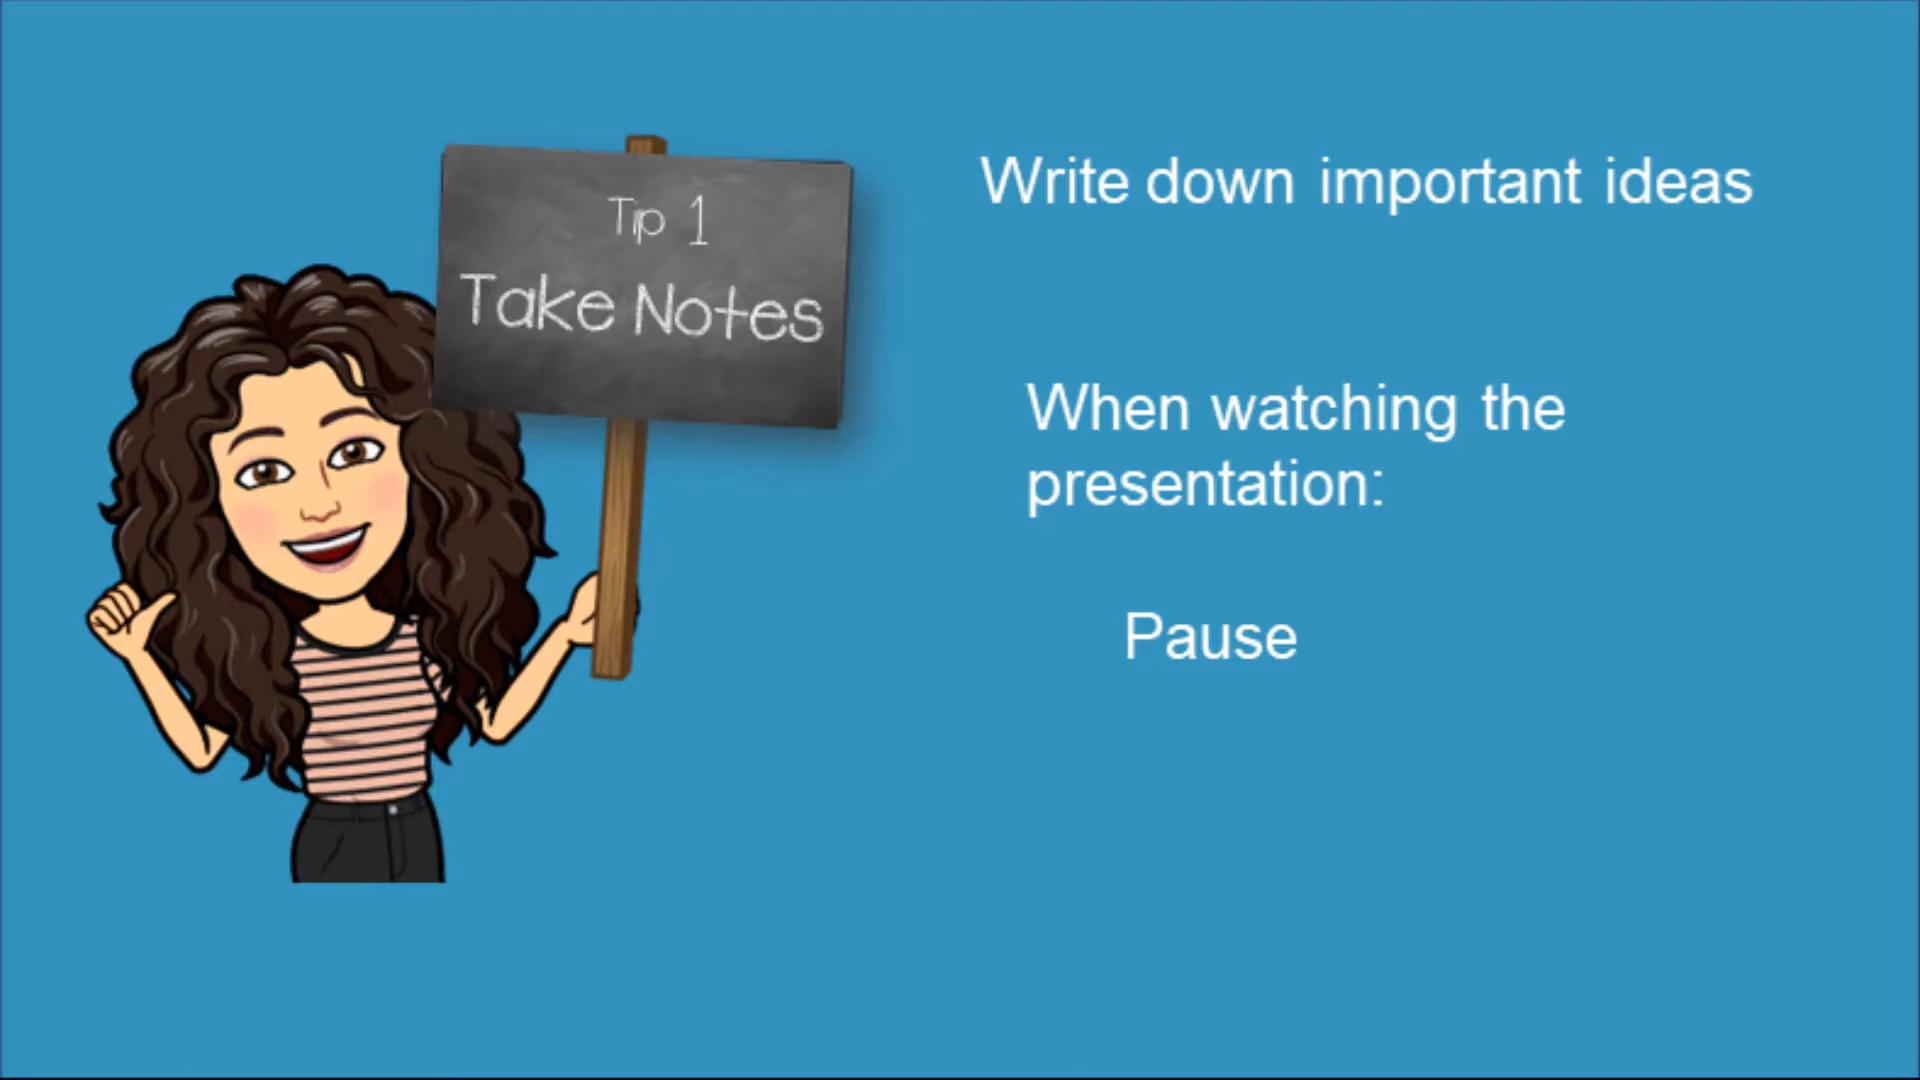 Tip 1
Take Notes
Write down important ideas
When watching the
presentation:
Pause